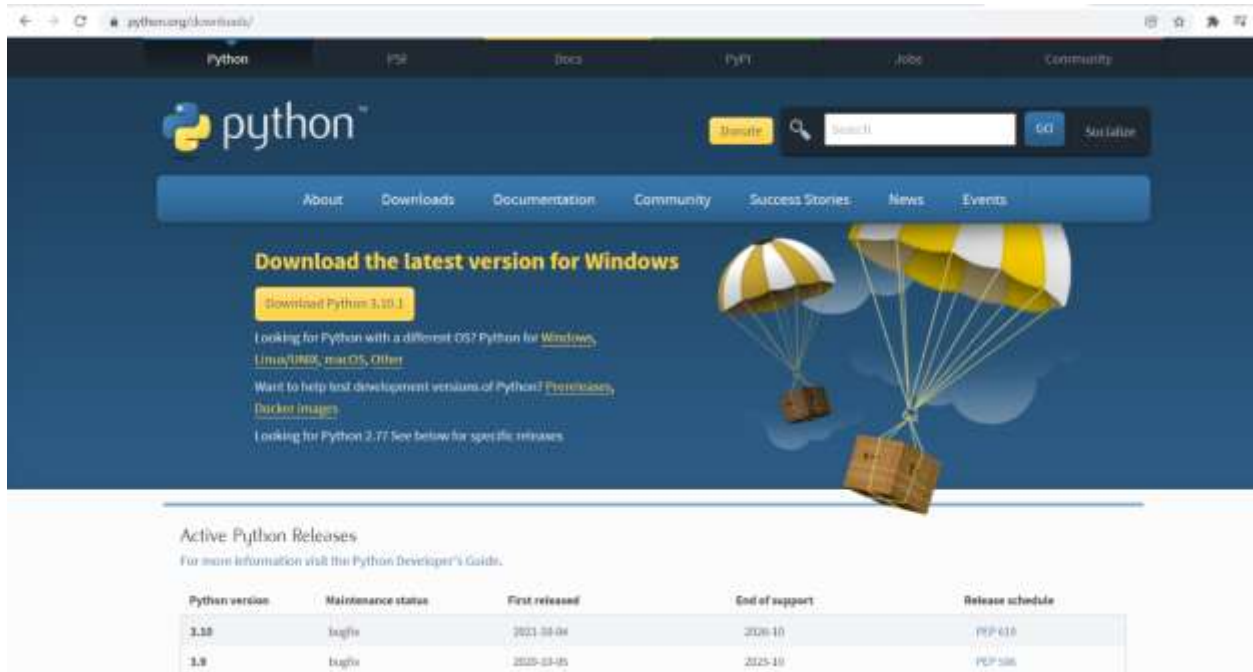 python.org/downloads/
Python PSF Docs PyPI Jobs Community
python™
Donate Search GO Socialize
About Downloads Documentation Community Success Stories News Events
Download the latest version for Windows
Download Python 3.10.1
Looking for Python with a different OS? Python for Windows,
Linux/UNIX, macOS, Other
Want to help test development versions of Python? Prereleases,
Docker images
Looking for Python 2.7? See below for specific releases
Active Python Releases
For more information visit the Python Developer's Guide.
Python version Maintenance status First released End of support Release schedule
3.10 bugfix 2021-10-04 2026-10 PEP 619
3.9 bugfix 2020-10-05 2025-10 PEP 596